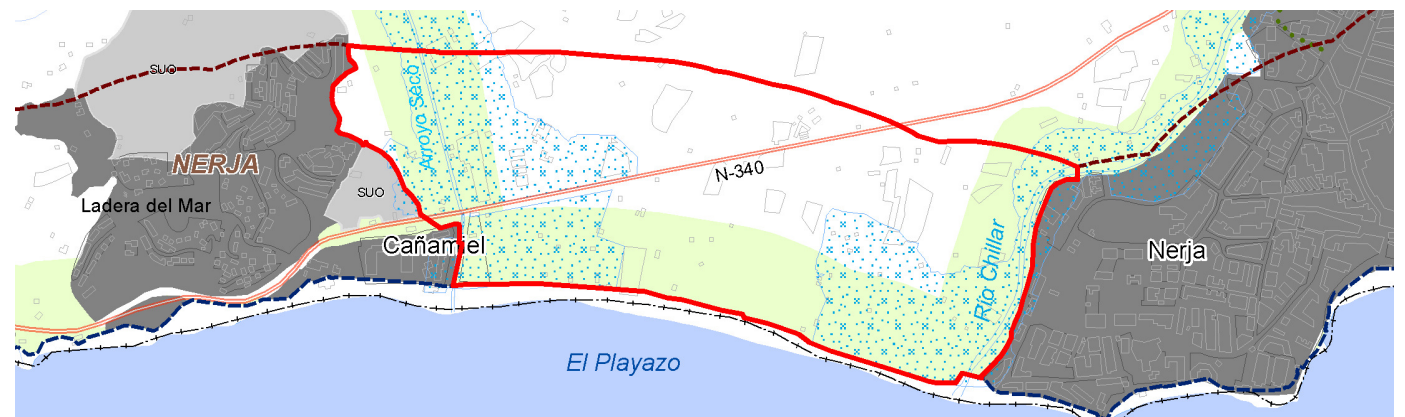 SUO
Arroyo Seco
NERJA
N-340
SUO
Ladera del Mar
Cañamiel
Nerja
Río Chillar
El Playazo